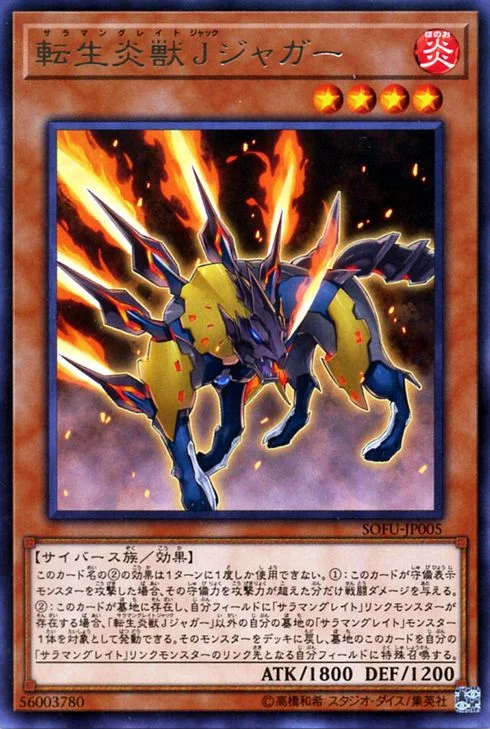 サラマングレイト ジャック
転生炎獣Jジャガー
ほのお
炎
SOFU-JP005
【サイバース族/効果】
このカード名の②の効果は1ターンに1度しか使用できない。①:このカードが守備表示
モンスターを攻撃した場合、その守備力を攻撃力が超えた分だけ戦闘ダメージを与える。
②:このカードが墓地に存在し、自分フィールドに「サラマングレイト」リンクモンスターが
存在する場合、「転生炎獣Jジャガー」以外の自分の墓地の「サラマングレイト」モンスター
1体を対象として発動できる。そのモンスターをデッキに戻し、墓地のこのカードを自分の
「サラマングレイト」リンクモンスターのリンク先となる自分フィールドに特殊召喚する。
ATK/1800 DEF/1200
56003780
©高橋和希 スタジオ・ダイス/集英社